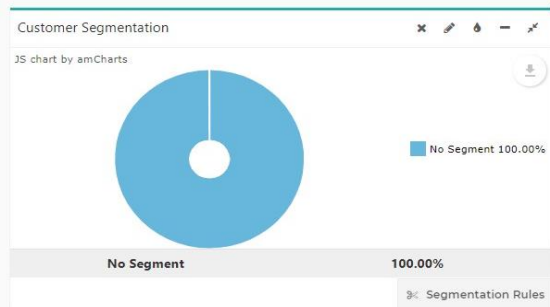 Customer Segmentation
JS chart by amCharts
No Segment 100.00%
No Segment 100.00%
Segmentation Rules